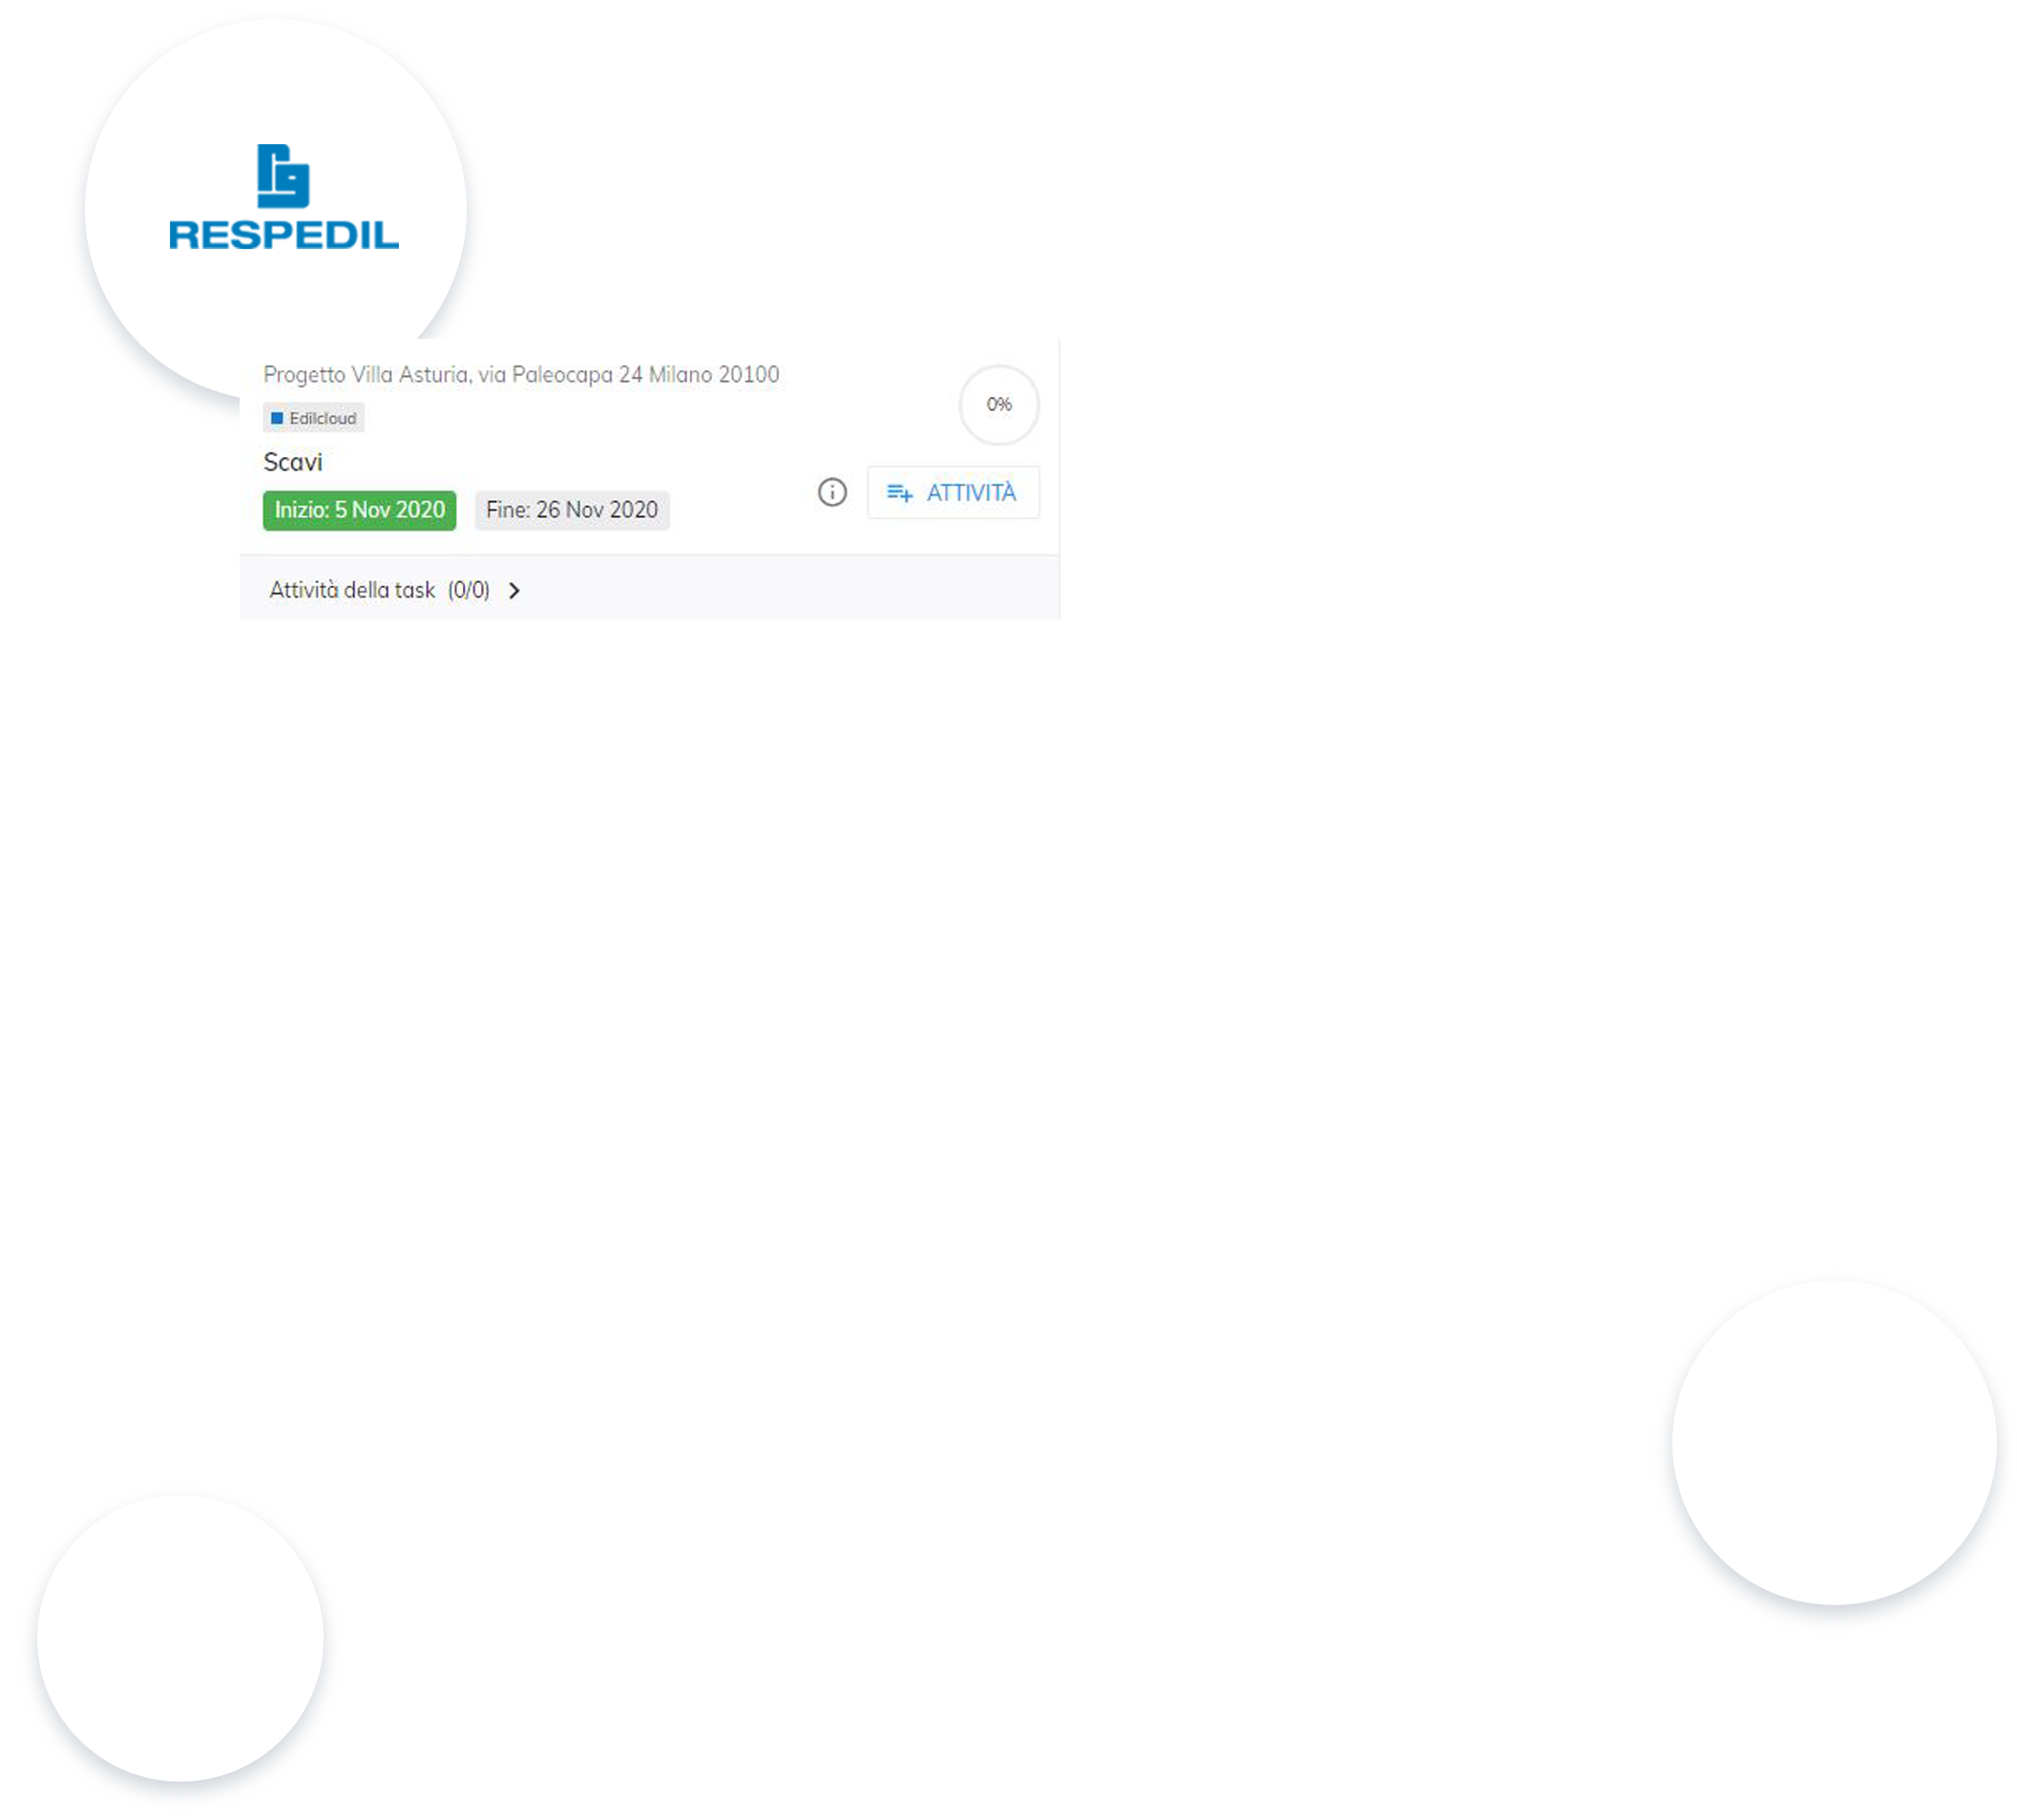 RESPEDIL
Progetto Villa Asturia, via Paleocapa 24 Milano 20100
0%
Edilcloud
Scavi
Inizio: 5 Nov 2020
Fine: 26 Nov 2020
ATTIVITÀ
Attività della task (0/0)